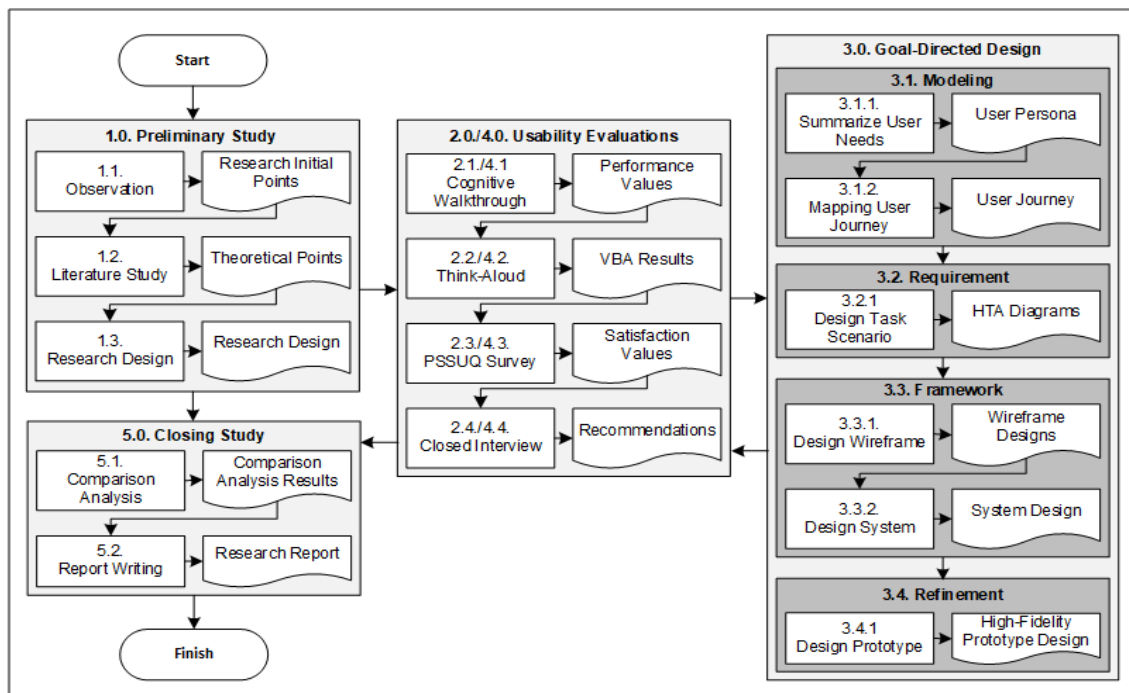 Start
1.0. Preliminary Study
1.1.
Observation
Research Initial
Points
1.2.
Literature Study
Theoretical Points
1.3.
Research Design
Research Design
5.0. Closing Study
5.1.
Comparison
Analysis
Comparison
Analysis Results
5.2.
Report Writing
Research Report
Finish
2.0./4.0. Usability Evaluations
2.1./4.1
Cognitive
Walkthrough
Performance
Values
2.2./4.2.
Think-Aloud
VBA Results
2.3./4.3.
PSSUQ Survey
Satisfaction
Values
2.4./4.4.
Closed Interview
Recommendations
3.0. Goal-Directed Design
3.1. Modeling
3.1.1.
Summarize User
Needs
User Persona
3.1.2.
Mapping User
Journey
User Journey
3.2. Requirement
3.2.1
Design Task
Scenario
HTA Diagrams
3.3. Framework
3.3.1.
Design Wireframe
Wireframe
Designs
3.3.2.
Design System
System Design
3.4. Refinement
3.4.1
Design Prototype
High-Fidelity
Prototype Design